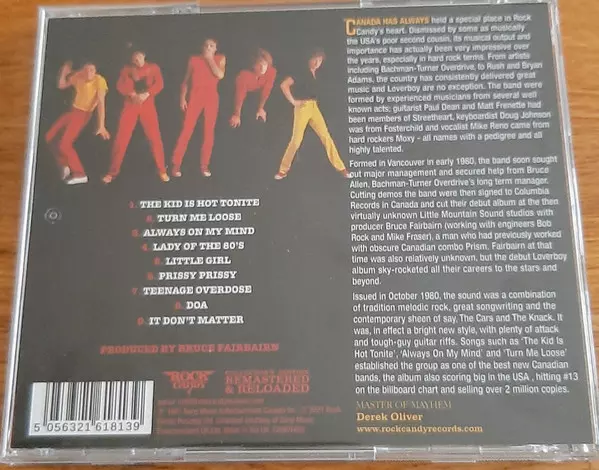 1. THE KID IS HOT TONITE
2. TURN ME LOOSE
3. ALWAYS ON MY MIND
4. LADY OF THE 80'S
5. LITTLE GIRL
6. PRISSY PRISSY
7. TEENAGE OVERDOSE
8. DOA
9. IT DON'T MATTER
PRODUCED BY BRUCE FAIRBAIRN
ROCK
CANDY
COLLECTOR'S EDITION
REMASTERED
& RELOADED
5 056321 618139
CANADA HAS ALWAYS held a special place in Rock
Candy's heart. Dismissed by some as musically
the USA's poor second cousin, its musical output and
importance has actually been very impressive over
the years, especially in hard rock terms. From artists
including Bachman-Turner Overdrive, to Rush and Bryan
Adams, the country has consistently delivered great
music and Loverboy are no exception. The band were
formed by experienced musicians from several well
known acts; guitarist Paul Dean and Matt Frenette had
been members of Streetheart, keyboardist Doug Johnson
was from Fosterchild and vocalist Mike Reno came from
hard rockers Moxy - all names with a pedigree and all
highly talented.
Formed in Vancouver in early 1980, the band soon sought
out major management and secured help from Bruce
Allen, Bachman-Turner Overdrive's long term manager.
Cutting demos the band were then signed to Columbia
Records in Canada and cut their debut album at the then
virtually unknown Little Mountain Sound studios with
producer Bruce Fairbairn (working with engineers Bob
Rock and Mike Fraser), a man who had previously worked
with obscure Canadian combo Prism. Fairbairn at that
time was also relatively unknown, but the debut Loverboy
album sky-rocketed all their careers to the stars and
beyond.
Issued in October 1980, the sound was a combination
of tradition melodic rock, great songwriting and the
contemporary sheen of say, The Cars and The Knack. It
was, in effect a bright new style, with plenty of attack
and tough-guy guitar riffs. Songs such as 'The Kid Is
Hot Tonite', 'Always On My Mind' and 'Turn Me Loose'
established the group as one of the best new Canadian
bands, the album also scoring big in the USA , hitting #13
on the billboard chart and selling over 2 million copies.
MASTER OF MAYHEM
Derek Oliver
www.rockcandyrecords.com